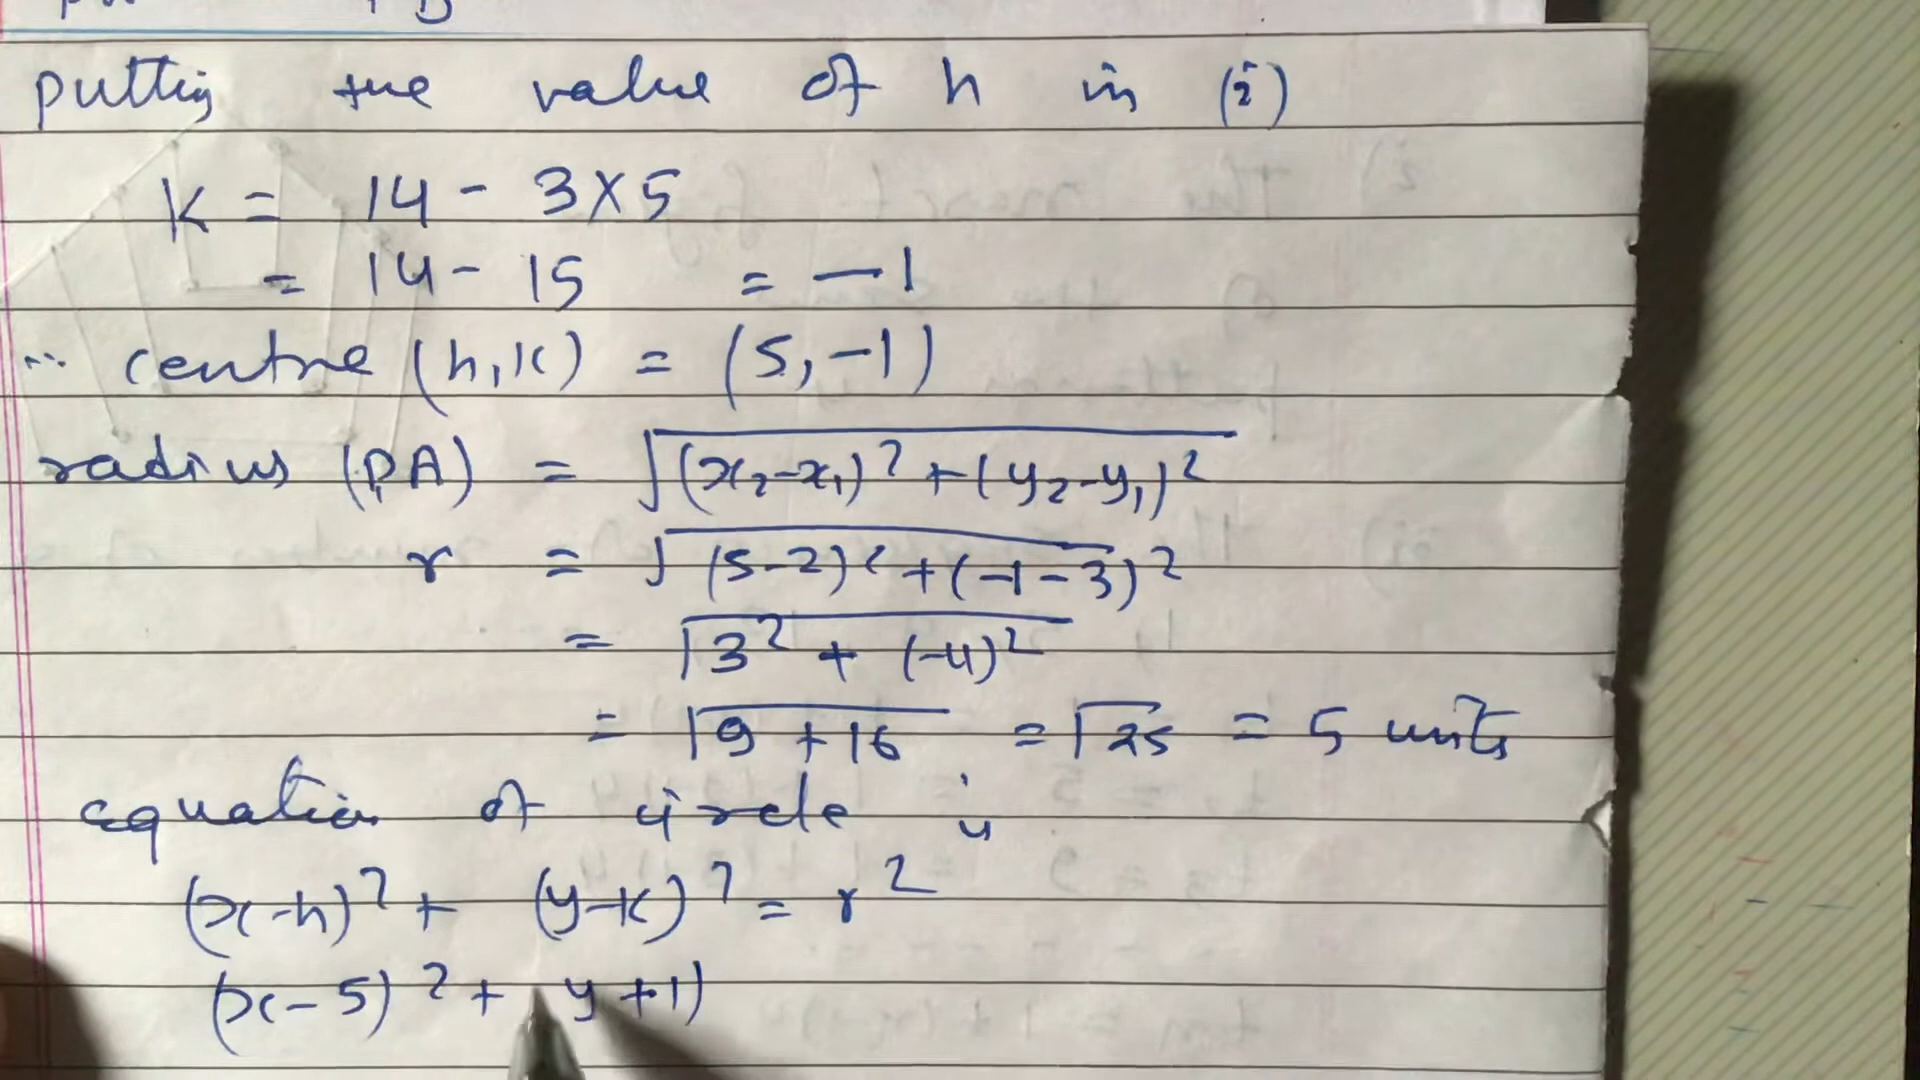 putting the value of h in (i)
K = 14 - 3×5
= 14 - 15 = -1
∴ centre (h,k) = (5,-1)
radius (PA) = √(x₂-x₁)² + (y₂-y₁)²
r = √(5-2)² + (-1-3)²
= √3² + (-4)²
= √9 + 16 = √25 = 5 units
equation of circle is
(x-h)² + (y-k)² = r²
(x-5)² + y+1)